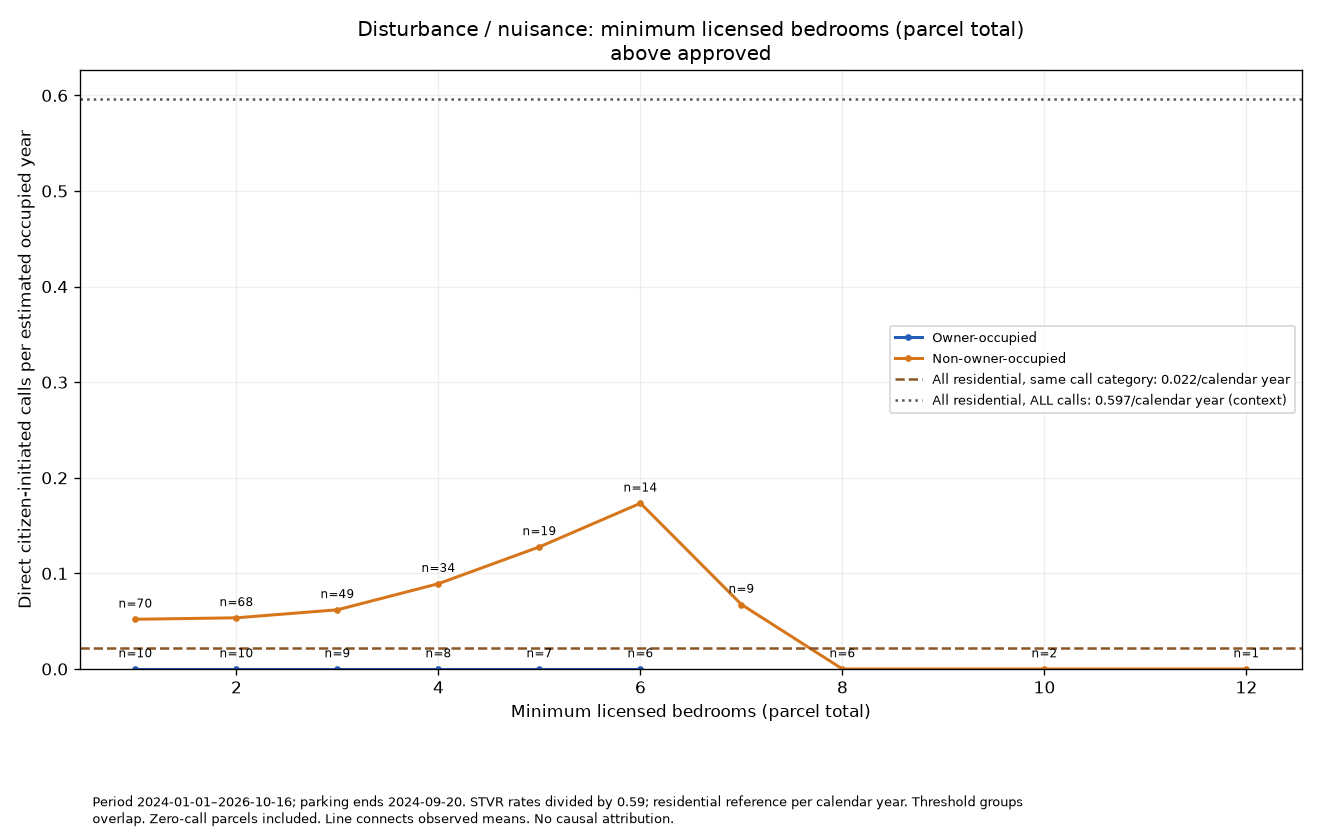 Disturbance / nuisance: minimum licensed bedrooms (parcel total)
above approved
Direct citizen-initiated calls per estimated occupied year
0.6
0.5
0.4
0.3
0.2
0.1
0.0
Owner-occupied
Non-owner-occupied
All residential, same call category: 0.022/calendar year
All residential, ALL calls: 0.597/calendar year (context)
n=70
n=68
n=49
n=34
n=19
n=14
n=9
n=6
n=2
n=1
n=10
n=10
n=9
n=8
n=7
n=6
2
4
6
8
10
12
Minimum licensed bedrooms (parcel total)
Period 2024-01-01–2026-10-16; parking ends 2024-09-20. STVR rates divided by 0.59; residential reference per calendar year. Threshold groups
overlap. Zero-call parcels included. Line connects observed means. No causal attribution.